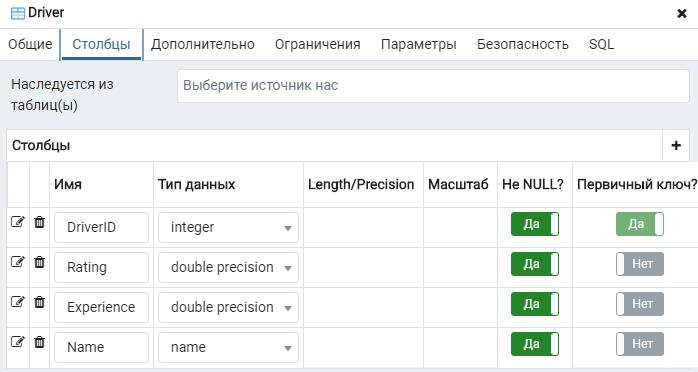 Driver
Общие Столбцы Дополнительно Ограничения Параметры Безопасность SQL
Наследуется из
таблиц(ы)
Выберите источник нас
Столбцы
Имя Тип данных Length/Precision Масштаб Не NULL? Первичный ключ?
DriverID integer Да Да
Rating double precision Да Нет
Experience double precision Да Нет
Name name Да Нет